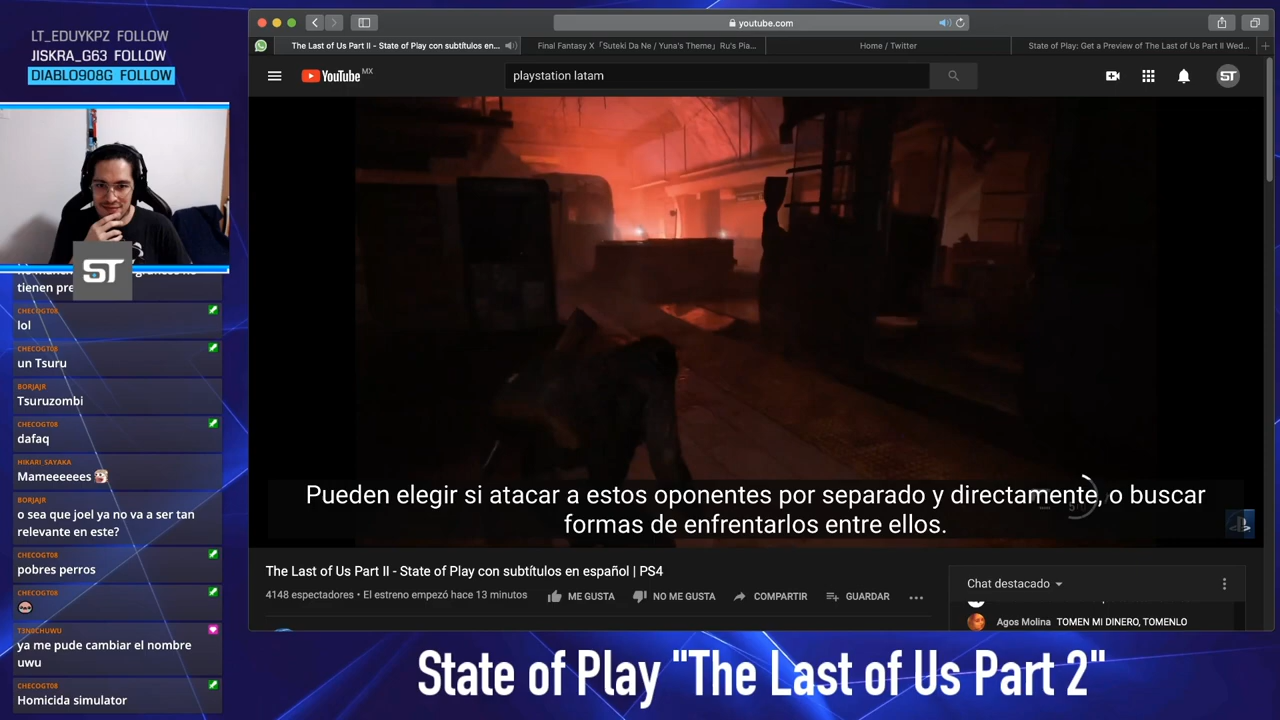 LT_EDUYKPZ FOLLOW
JISKRA_G63 FOLLOW
DIABLO908G FOLLOW
tienen
CHECOGT08
lol
CHECOGT08
un Tsuru
BORJAJR
Tsuruzombi
CHECOGT08
dafaq
HIKARI_SAYAKA
Mameeeeees
BORJAJR
o sea que joel ya no va a ser tan
relevante en este?
CHECOGT08
pobres perros
CHECOGT08
T3N0CHUWU
ya me pude cambiar el nombre
uwu
CHECOGT08
Homicida simulator
ST
youtube.com
The Last of Us Part II - State of Play con subtítulos en...
Final Fantasy X「Suteki Da Ne / Yuna's Theme」Ru's Pia...
Home / Twitter
State of Play: Get a Preview of The Last of Us Part II Wed...
YouTube MX
playstation latam
ST
Pueden elegir si atacar a estos oponentes por separado y directamente, o buscar
formas de enfrentarlos entre ellos.
The Last of Us Part II - State of Play con subtítulos en español | PS4
4148 espectadores • El estreno empezó hace 13 minutos
ME GUSTA
NO ME GUSTA
COMPARTIR
GUARDAR
Chat destacado
Agos Molina TOMEN MI DINERO, TOMENLO
State of Play "The Last of Us Part 2"